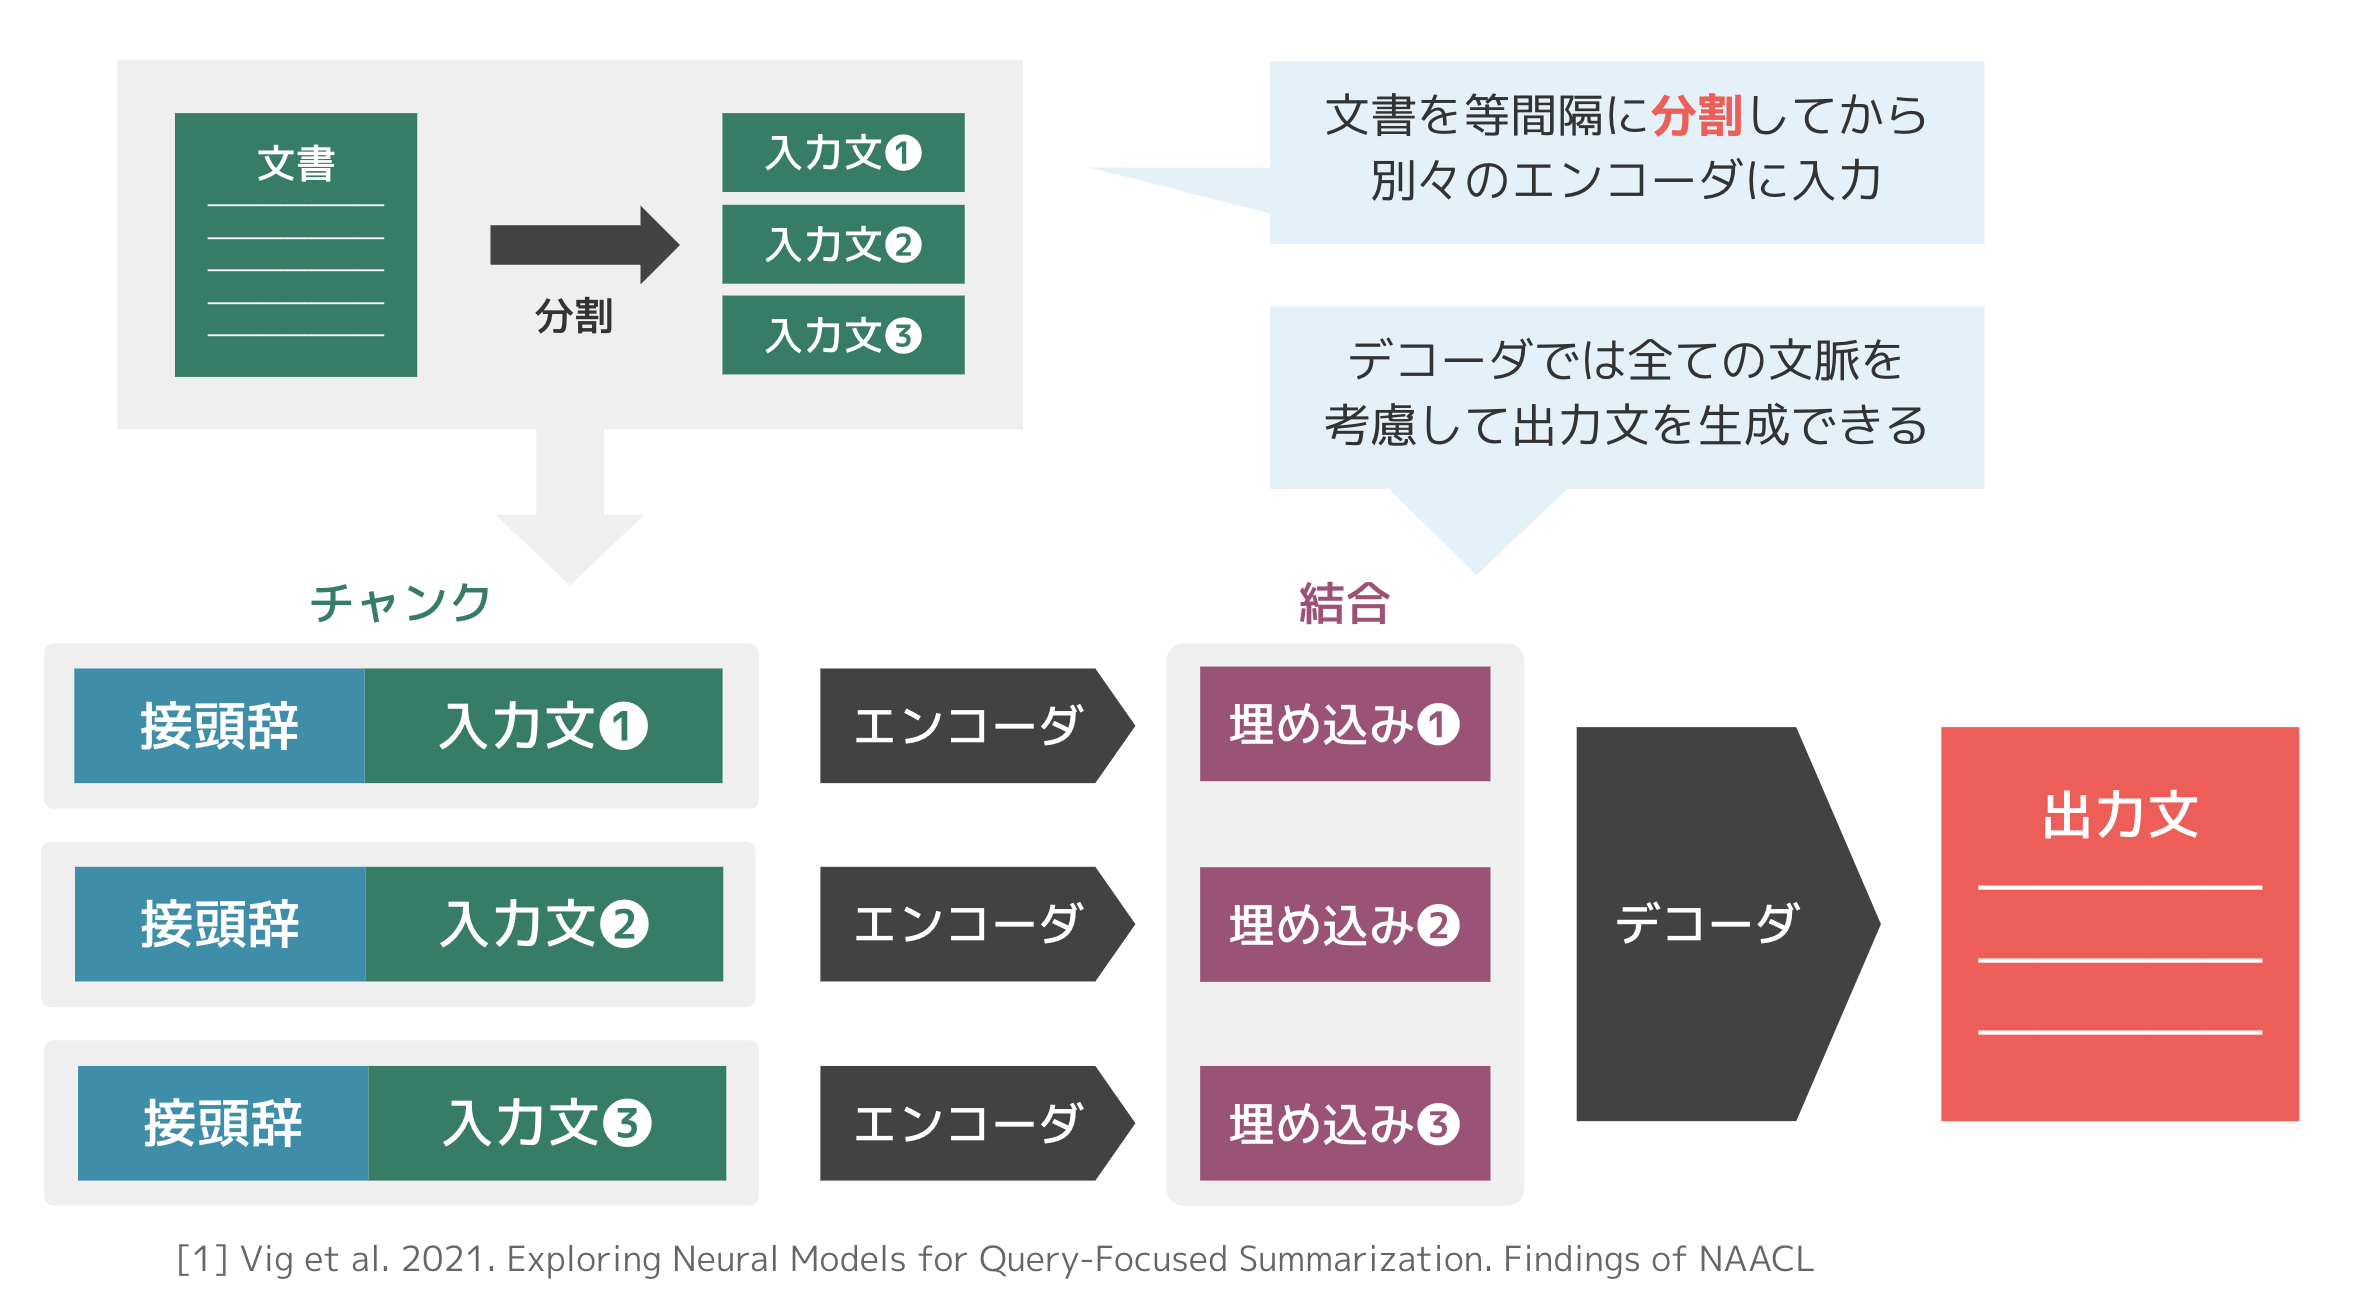 文書
分割
入力文❶
入力文❷
入力文❸
文書を等間隔に分割してから
別々のエンコーダに入力
デコーダでは全ての文脈を
考慮して出力文を生成できる
チャンク
結合
接頭辞 入力文❶ エンコーダ 埋め込み❶
接頭辞 入力文❷ エンコーダ 埋め込み❷
接頭辞 入力文❸ エンコーダ 埋め込み❸
デコーダ
出力文
[1] Vig et al. 2021. Exploring Neural Models for Query-Focused Summarization. Findings of NAACL